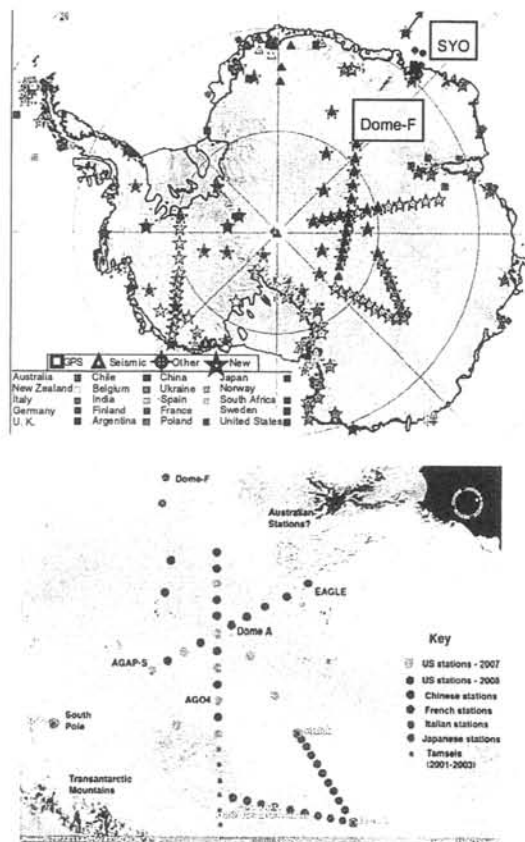 SYO
Dome-F
GPS Seismic Other New
Australia Chile China Japan
New Zealand Belgium Ukraine Norway
Italy India Spain South Africa
Germany Finland France Sweden
U. K. Argentina Poland United States
Dome-F
Australian
Stations?
EAGLE
Dome A
AGAP-S
AGO4
South
Pole
Transantarctic
Mountains
Key
US stations - 2007
US stations - 2008
Chinese stations
French stations
Italian stations
Japanese stations
Tamseis
(2001-2003)